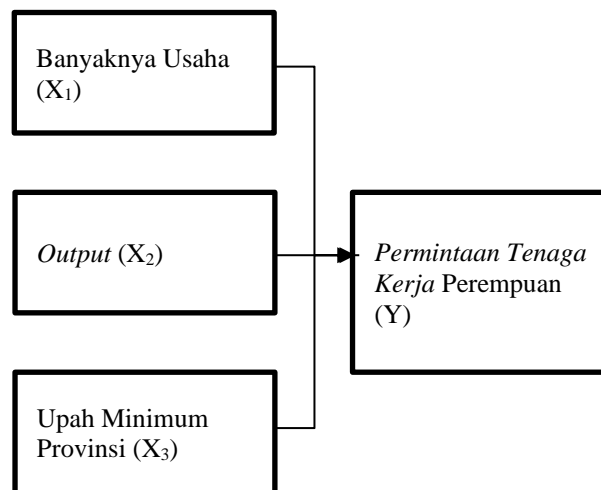 Banyaknya Usaha
(X₁)
Output (X₂)
Permintaan Tenaga
Kerja Perempuan
(Y)
Upah Minimum
Provinsi (X₃)